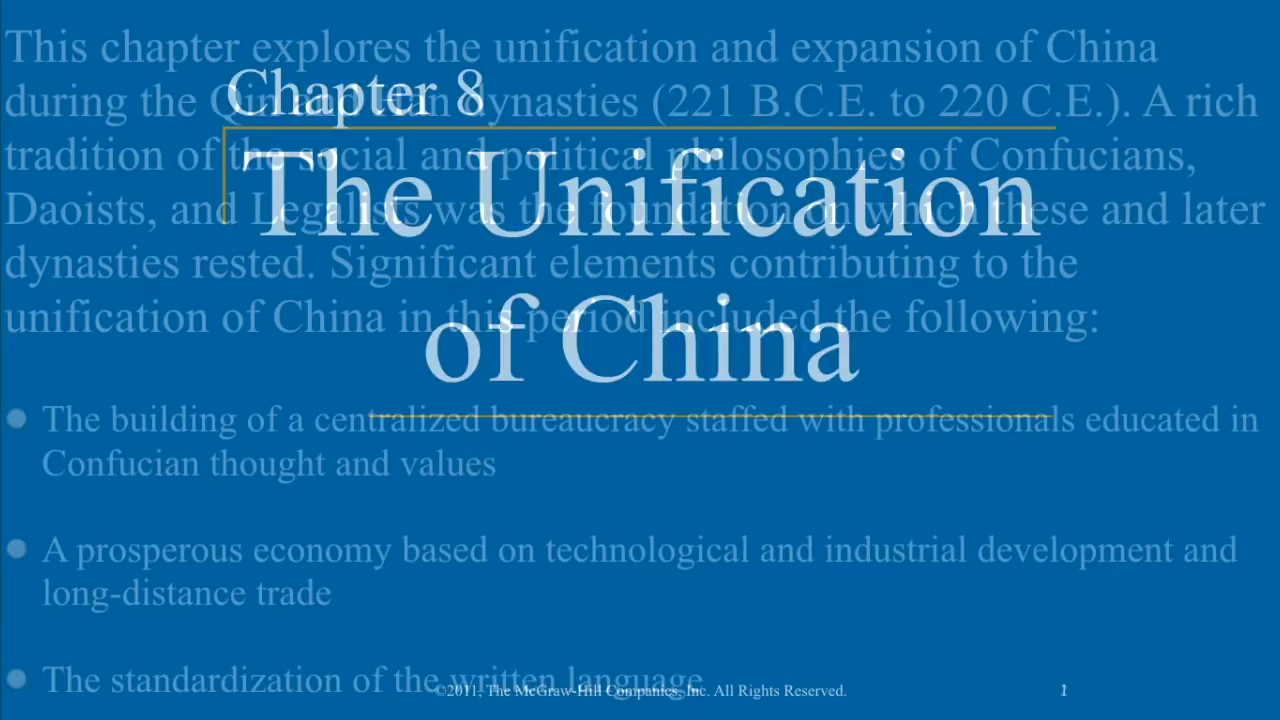 This chapter explores the unification and expansion of China
Chapter 8
during the Qin and Han dynasties (221 B.C.E. to 220 C.E.). A rich
tradition of the social and political philosophies of Confucians,
The Unification
Daoists, and Legalists was the foundation on which these and later
dynasties rested. Significant elements contributing to the
unification of China in this period included the following:
of China
The building of a centralized bureaucracy staffed with professionals educated in
Confucian thought and values
A prosperous economy based on technological and industrial development and
long-distance trade
The standardization of the written language
©2011, The McGraw-Hill Companies, Inc. All Rights Reserved.
1